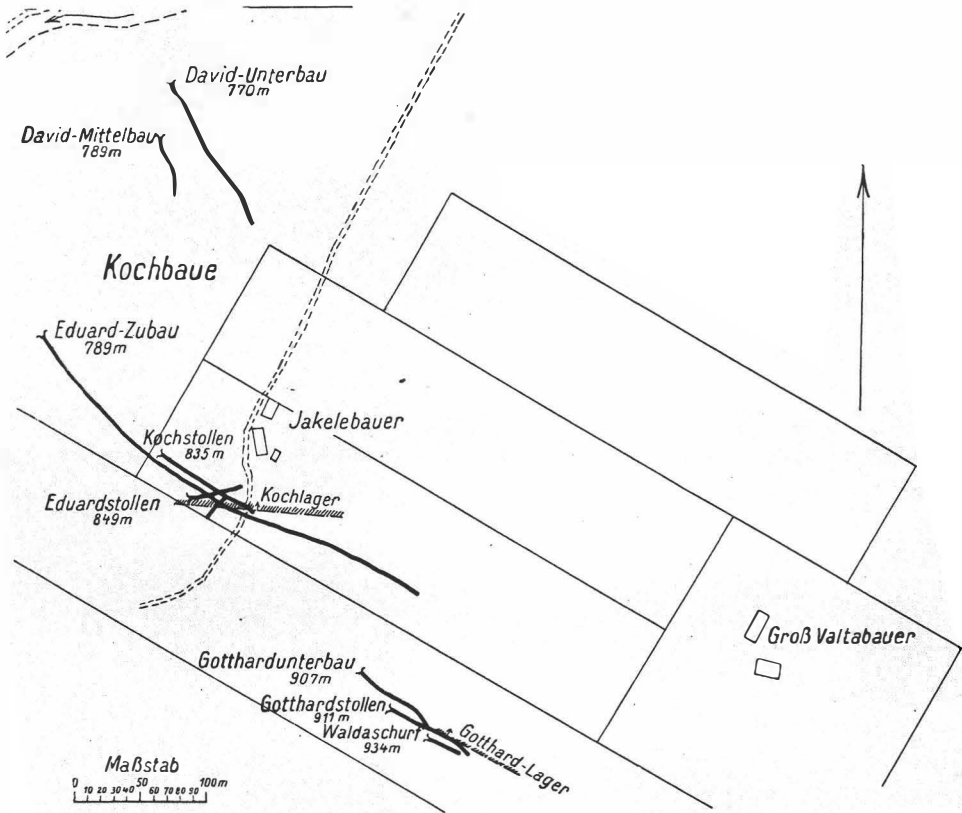 David-Unterbau
770m
David-Mittelbau
789m
Kochbaue
Eduard-Zubau
789m
Jakelebauer
Kochstollen
835m
Kochlager
Eduardstollen
849m
Groß Valtabauer
Gotthardunterbau
907m
Gotthardstollen
911m
Waldaschurf
934m
Gotthard-Lager
Maßstab
0 10 20 30 40 50 60 70 80 90 100m